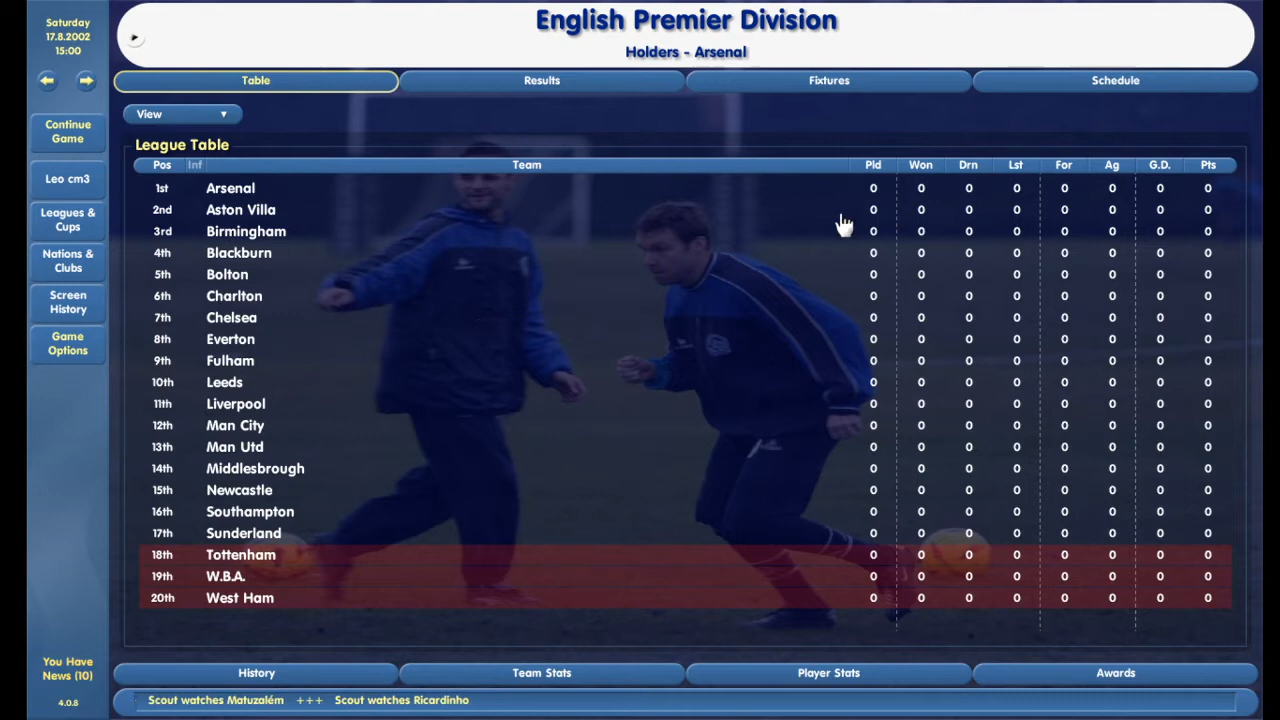 Saturday
17.8.2002
15:00
English Premier Division
Holders - Arsenal
Table Results Fixtures Schedule
View
Continue
Game
Leo cm3
Leagues &
Cups
Nations &
Clubs
Screen
History
Game
Options
League Table
Pos Inf Team Pld Won Drn Lst For Ag G.D. Pts
1st Arsenal 0 0 0 0 0 0 0 0
2nd Aston Villa 0 0 0 0 0 0 0 0
3rd Birmingham 0 0 0 0 0 0 0 0
4th Blackburn 0 0 0 0 0 0 0 0
5th Bolton 0 0 0 0 0 0 0 0
6th Charlton 0 0 0 0 0 0 0 0
7th Chelsea 0 0 0 0 0 0 0 0
8th Everton 0 0 0 0 0 0 0 0
9th Fulham 0 0 0 0 0 0 0 0
10th Leeds 0 0 0 0 0 0 0 0
11th Liverpool 0 0 0 0 0 0 0 0
12th Man City 0 0 0 0 0 0 0 0
13th Man Utd 0 0 0 0 0 0 0 0
14th Middlesbrough 0 0 0 0 0 0 0 0
15th Newcastle 0 0 0 0 0 0 0 0
16th Southampton 0 0 0 0 0 0 0 0
17th Sunderland 0 0 0 0 0 0 0 0
18th Tottenham 0 0 0 0 0 0 0 0
19th W.B.A. 0 0 0 0 0 0 0 0
20th West Ham 0 0 0 0 0 0 0 0
You Have
News (10)
4.0.8
History Team Stats Player Stats Awards
Scout watches Matuzalém +++ Scout watches Ricardinho